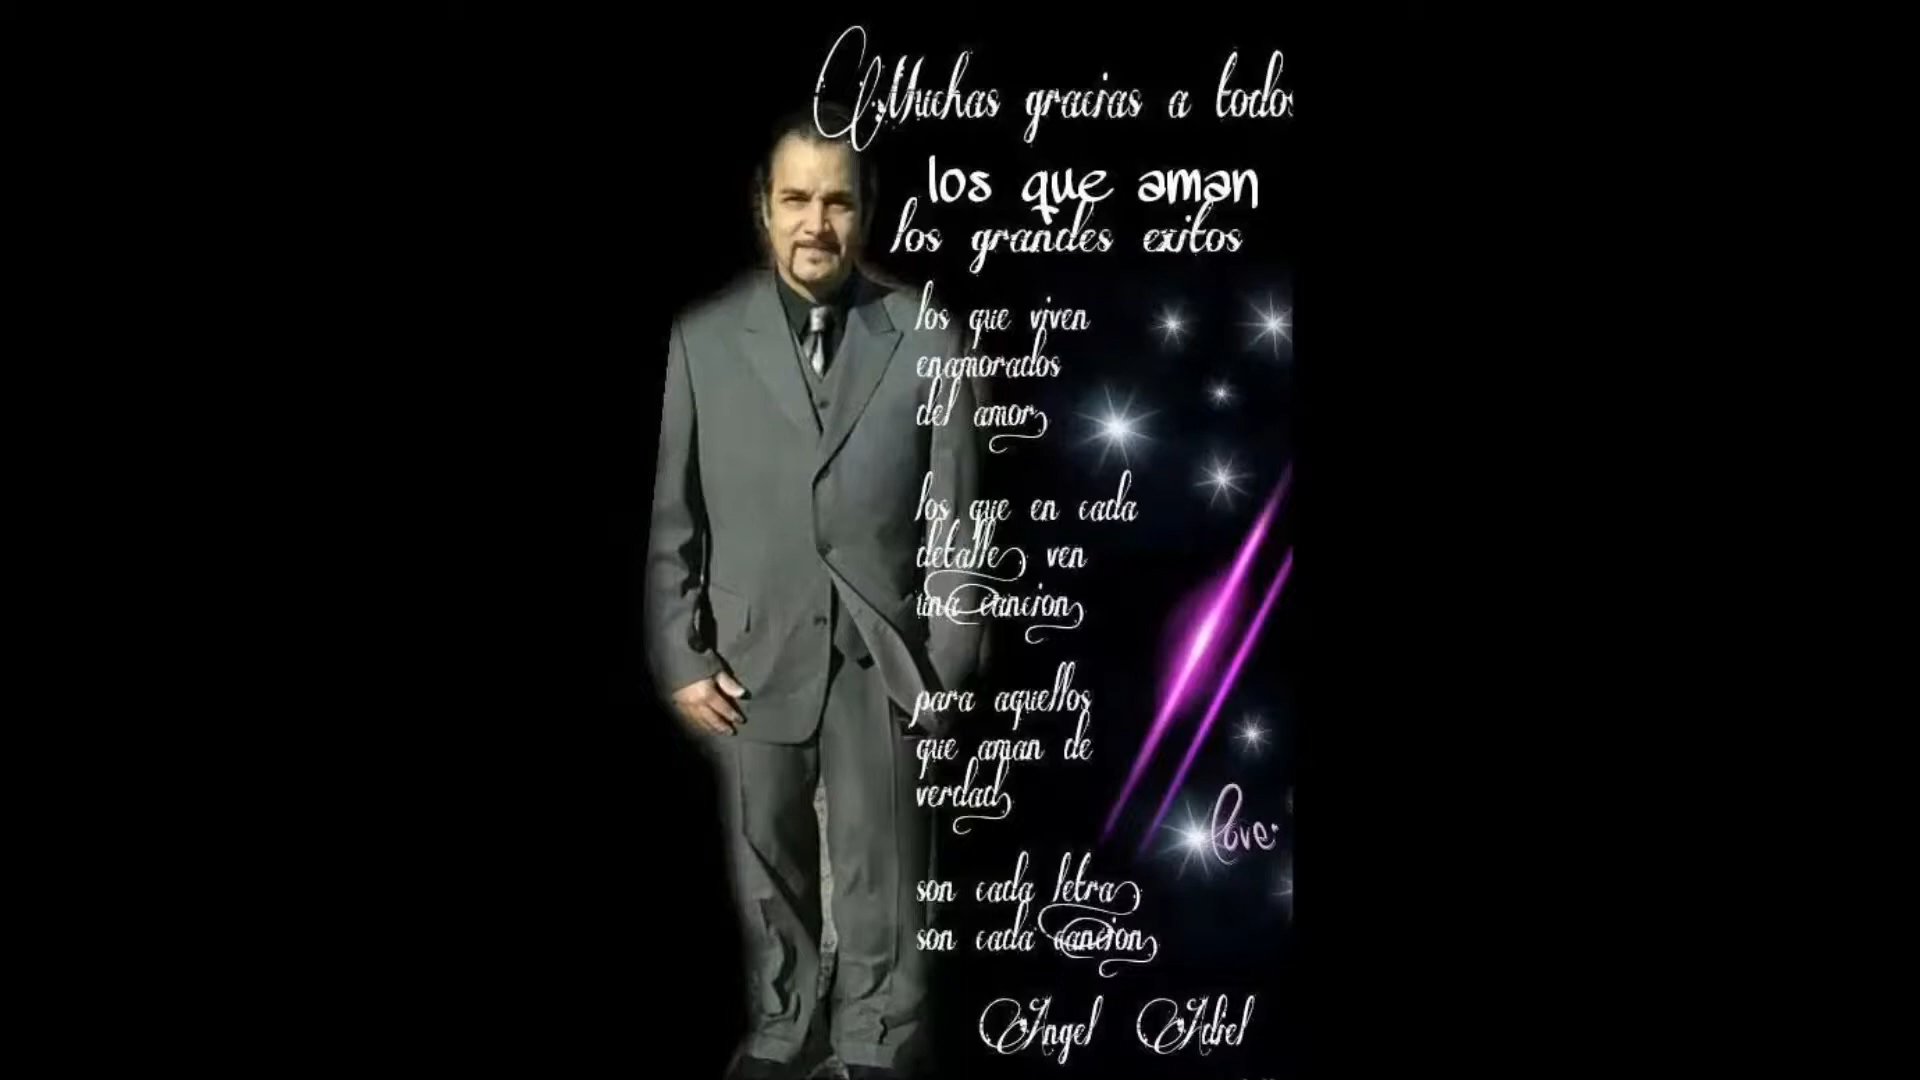 Muchas gracias a todos
los que aman
los grandes exitos
los que viven
enamorados
del amor
los que en cada
detalle ven
una cancion
para aquellos
que aman de
verdad
love
son cada letra
son cada cancion
Angel Adiel